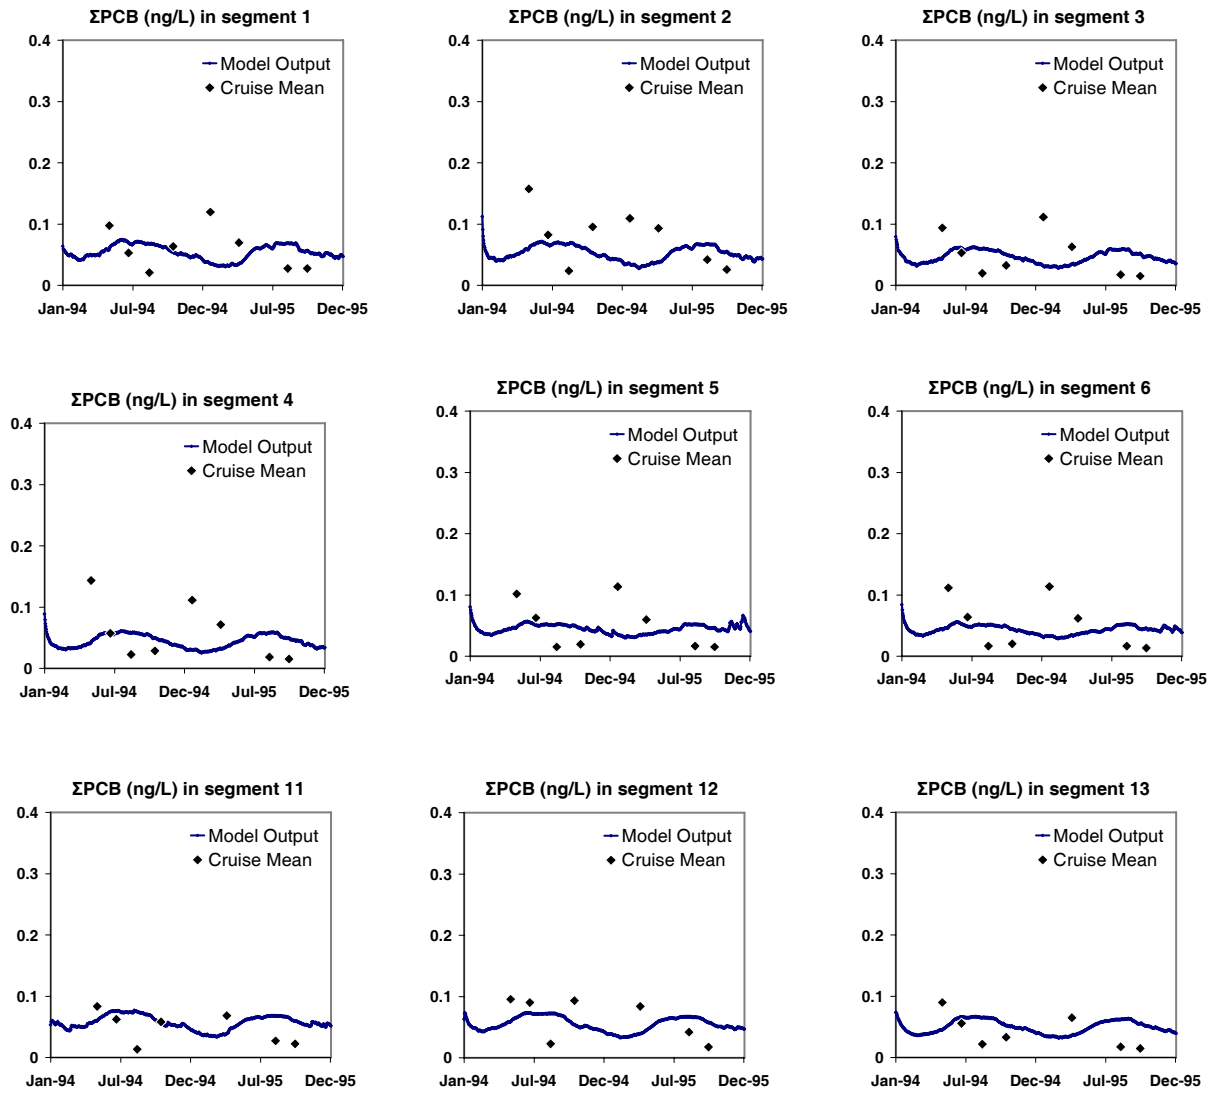 ΣPCB (ng/L) in segment 1
0.4
0.3
0.2
0.1
0
Model Output
Cruise Mean
Jan-94 Jul-94 Dec-94 Jul-95 Dec-95
ΣPCB (ng/L) in segment 2
0.4
0.3
0.2
0.1
0
Model Output
Cruise Mean
Jan-94 Jul-94 Dec-94 Jul-95 Dec-95
ΣPCB (ng/L) in segment 3
0.4
0.3
0.2
0.1
0
Model Output
Cruise Mean
Jan-94 Jul-94 Dec-94 Jul-95 Dec-95
ΣPCB (ng/L) in segment 4
0.4
0.3
0.2
0.1
0
Model Output
Cruise Mean
Jan-94 Jul-94 Dec-94 Jul-95 Dec-95
ΣPCB (ng/L) in segment 5
0.4
0.3
0.2
0.1
0
Model Output
Cruise Mean
Jan-94 Jul-94 Dec-94 Jul-95 Dec-95
ΣPCB (ng/L) in segment 6
0.4
0.3
0.2
0.1
0
Model Output
Cruise Mean
Jan-94 Jul-94 Dec-94 Jul-95 Dec-95
ΣPCB (ng/L) in segment 11
0.4
0.3
0.2
0.1
0
Model Output
Cruise Mean
Jan-94 Jul-94 Dec-94 Jul-95 Dec-95
ΣPCB (ng/L) in segment 12
0.4
0.3
0.2
0.1
0
Model Output
Cruise Mean
Jan-94 Jul-94 Dec-94 Jul-95 Dec-95
ΣPCB (ng/L) in segment 13
0.4
0.3
0.2
0.1
0
Model Output
Cruise Mean
Jan-94 Jul-94 Dec-94 Jul-95 Dec-95